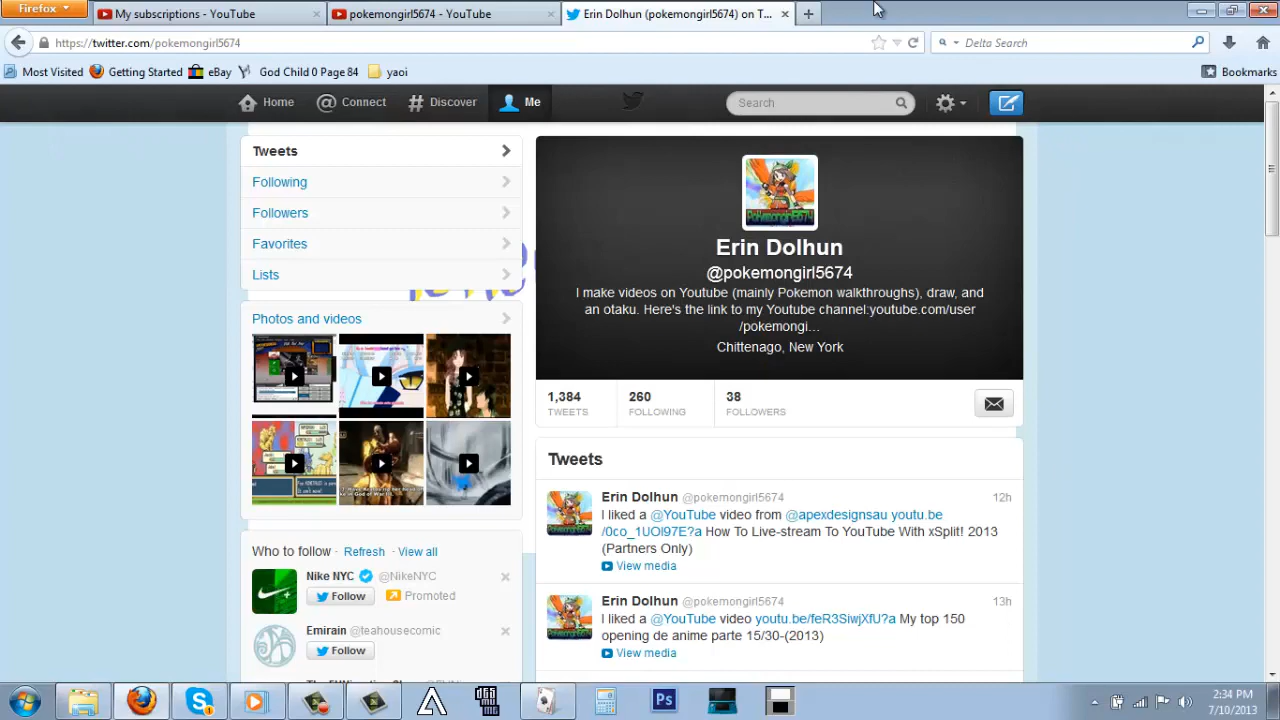 Firefox
My subscriptions - YouTube
pokemongirl5674 - YouTube
Erin Dolhun (pokemongirl5674) on T...
https://twitter.com/pokemongirl5674
Delta Search
Most Visited
Getting Started
eBay
God Child 0 Page 84
yaoi
Bookmarks
Home
Connect
Discover
Me
Search
Tweets
Following
Followers
Favorites
Lists
Photos and videos
Who to follow · Refresh · View all
Nike NYC @NikeNYC
Follow
Promoted
Emirain @teahousecomic
Follow
Pokemongirl5674
Erin Dolhun
@pokemongirl5674
I make videos on Youtube (mainly Pokemon walkthroughs), draw, and
an otaku. Here's the link to my Youtube channel:youtube.com/user
/pokemongi...
Chittenago, New York
1,384
TWEETS
260
FOLLOWING
38
FOLLOWERS
Tweets
Erin Dolhun @pokemongirl5674 12h
I liked a @YouTube video from @apexdesignsau youtu.be
/0co_1UOl97E?a How To Live-stream To YouTube With xSplit! 2013
(Partners Only)
View media
Erin Dolhun @pokemongirl5674 13h
I liked a @YouTube video youtu.be/feR3SiwjXfU?a My top 150
opening de anime parte 15/30-(2013)
View media
Ps
2:34 PM
7/10/2013